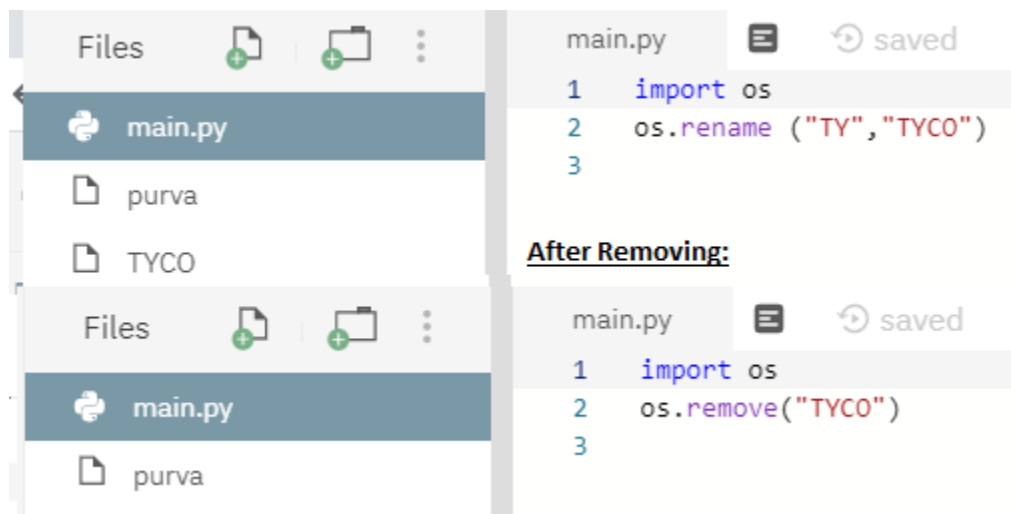 Files
main.py
purva
TYCO
main.py saved
1 import os
2 os.rename ("TY","TYCO")
3
After Removing:
Files
main.py
purva
main.py saved
1 import os
2 os.remove("TYCO")
3